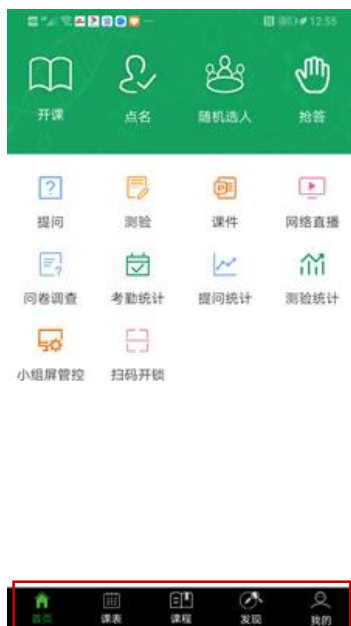 12:55
开课 点名 随机选人 抢答
提问 测验 课件 网络直播
问卷调查 考勤统计 提问统计 测验统计
小组屏管控 扫码开锁
首页 课表 课程 发现 我的